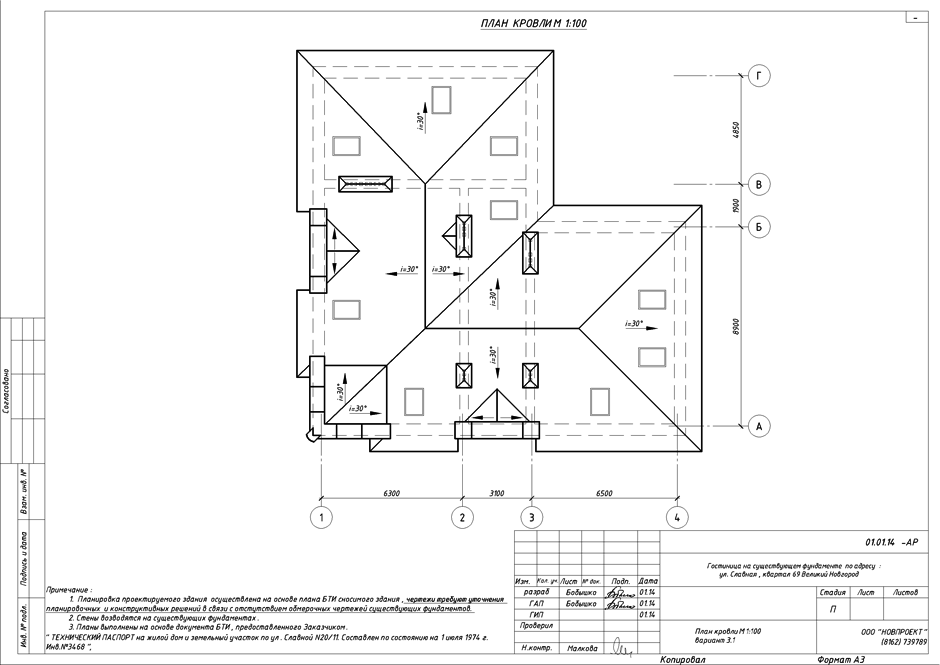 ПЛАН КРОВЛИ М 1:100
-
Г
4850
В
1900
Б
8900
А
i=30°
i=30°
i=30°
i=30°
i=30°
i=30°
i=30°
i=30°
6300
3100
6500
1
2
3
4
Согласовано
Взам. инв. №
Подпись и дата
Инв. № подл.
Примечание :
1. Планировка проектируемого здания осуществлена на основе плана БТИ сносимого здания , чертежи требуют уточнения
планировочных и конструктивных решений в связи с отсутствием обмерочных чертежей существующих фундаментов.
2. Стены возводятся на существующих фундаментах .
3. Планы выполнены на основе документа БТИ , предоставленного Заказчиком .
" ТЕХНИЧЕСКИЙ ПАСПОРТ на жилой дом и земельный участок по ул . Славной N20/11. Составлен по состоянию на 1 июля 1974 г.
Инв.№3468 ",
01.01.14 -АР
Гостиница на существующем фундаменте по адресу :
ул. Славная , квартал 69 Великий Новгород
Изм. Кол. уч. Лист № док. Подп. Дата
разраб Бобышко 01.14
ГАП Бобышко 01.14
ГИП 01.14
Проверил
Н.контр. Малкова
Стадия Лист Листов
П
План кровли М 1:100
вариант 3.1
ООО "НОВПРОЕКТ"
(8162) 739789
Копировал Формат А3